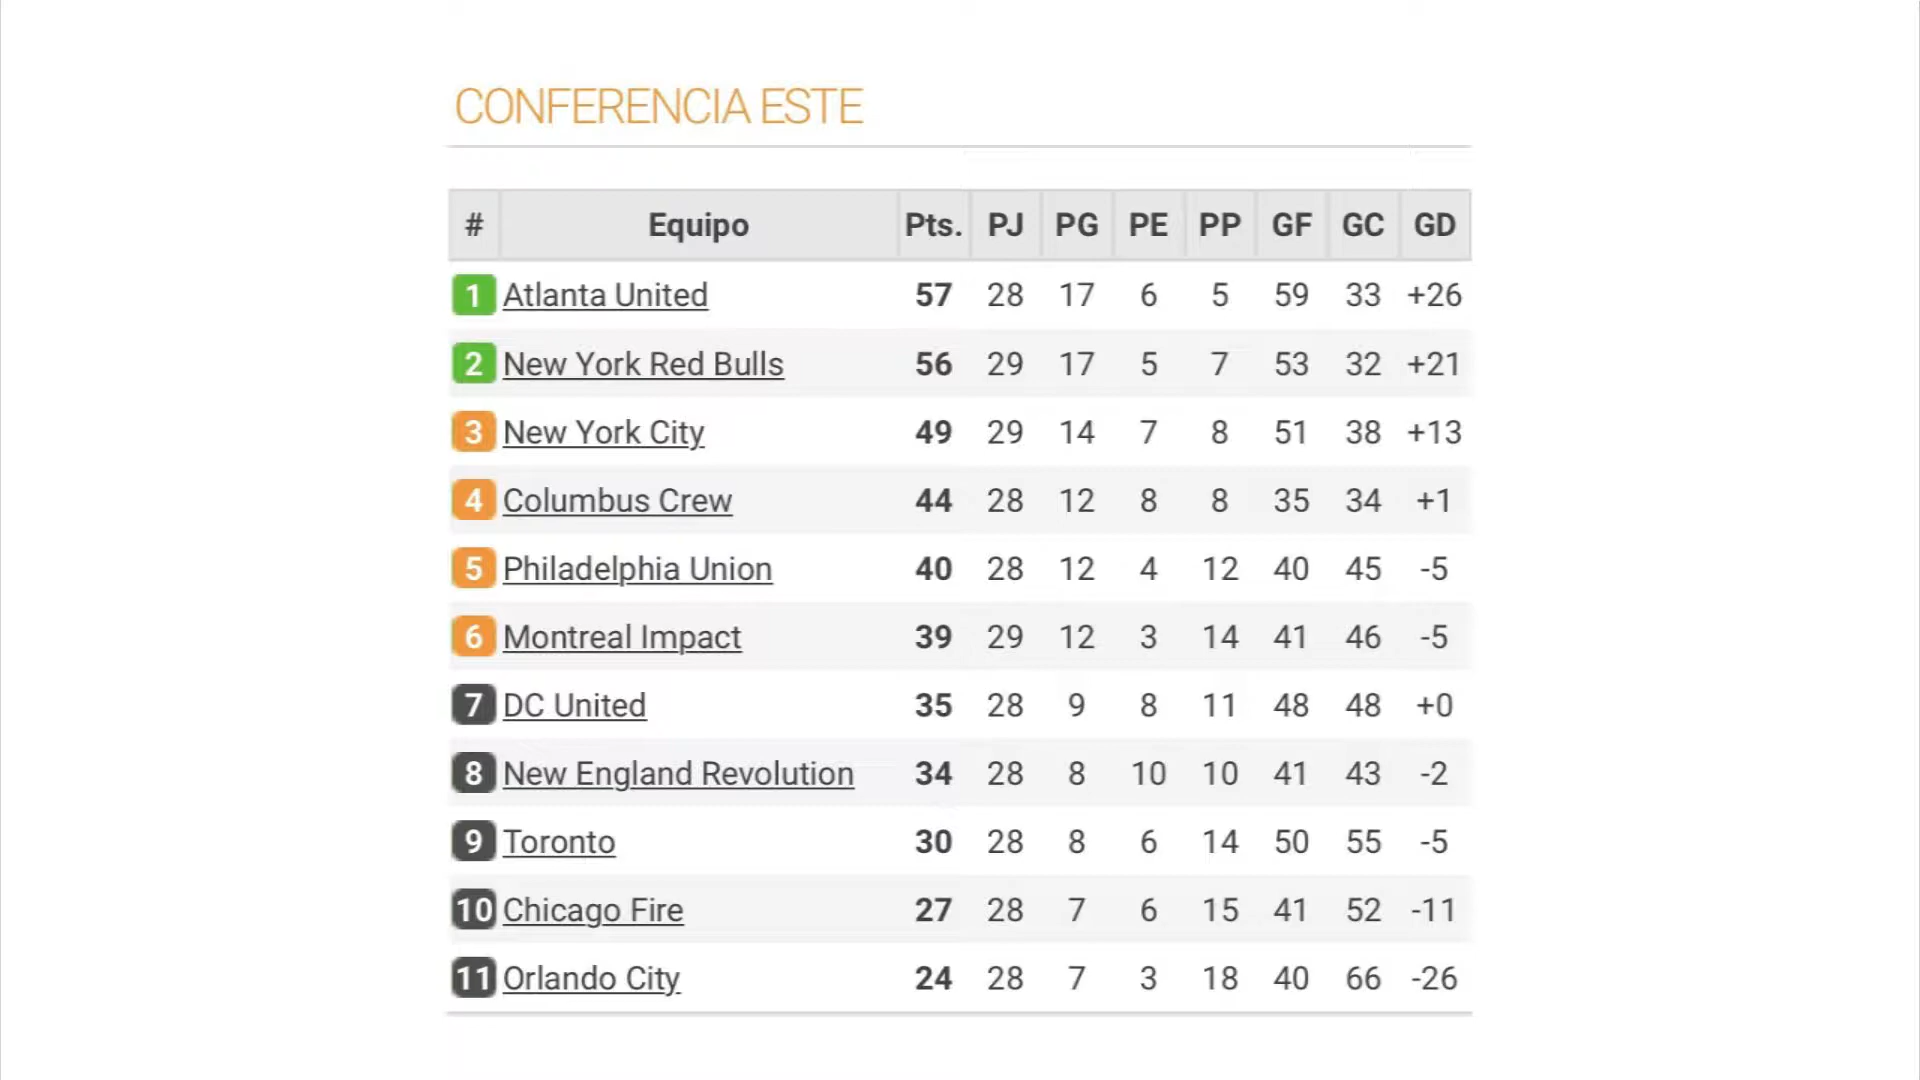 CONFERENCIA ESTE
# Equipo Pts. PJ PG PE PP GF GC GD
1 Atlanta United 57 28 17 6 5 59 33 +26
2 New York Red Bulls 56 29 17 5 7 53 32 +21
3 New York City 49 29 14 7 8 51 38 +13
4 Columbus Crew 44 28 12 8 8 35 34 +1
5 Philadelphia Union 40 28 12 4 12 40 45 -5
6 Montreal Impact 39 29 12 3 14 41 46 -5
7 DC United 35 28 9 8 11 48 48 +0
8 New England Revolution 34 28 8 10 10 41 43 -2
9 Toronto 30 28 8 6 14 50 55 -5
10 Chicago Fire 27 28 7 6 15 41 52 -11
11 Orlando City 24 28 7 3 18 40 66 -26